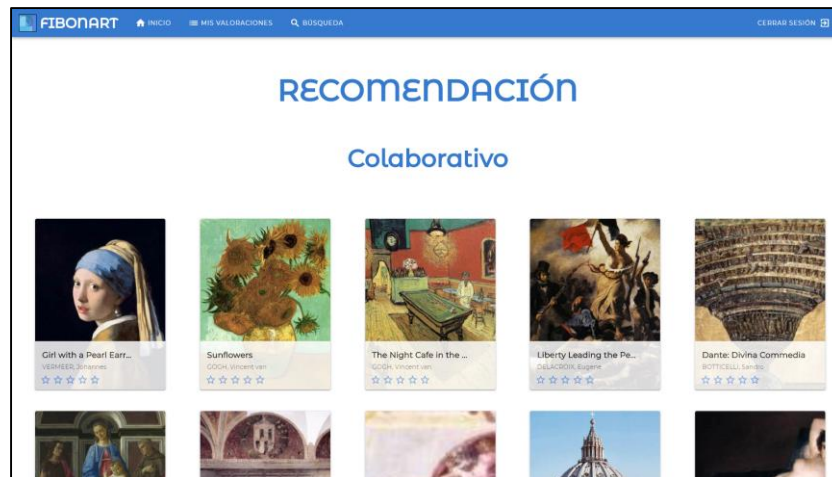 FIBONART INICIO MIS VALORACIONES BÚSQUEDA CERRAR SESIÓN
RECOMENDACIÓN
Colaborativo
Girl with a Pearl Earr...
VERMEER, Johannes
Sunflowers
GOGH, Vincent van
The Night Cafe in the ...
GOGH, Vincent van
Liberty Leading the Pe...
DELACROIX, Eugène
Dante: Divina Commedia
BOTTICELLI, Sandro